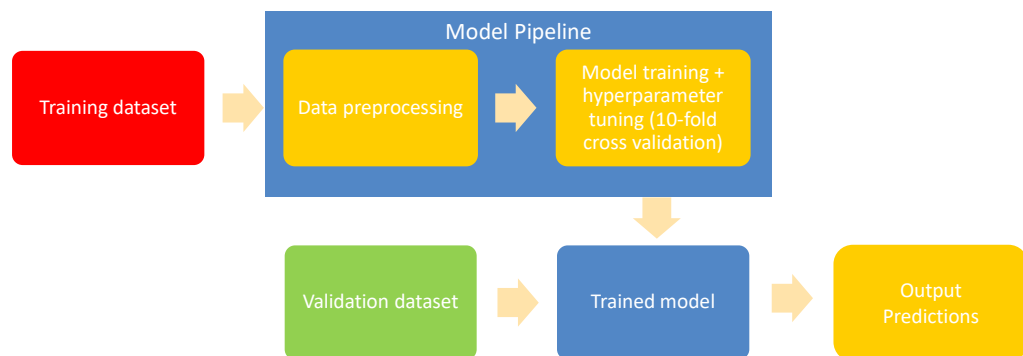 Model Pipeline
Training dataset
Data preprocessing
Model training +
hyperparameter
tuning (10-fold
cross validation)
Validation dataset
Trained model
Output
Predictions